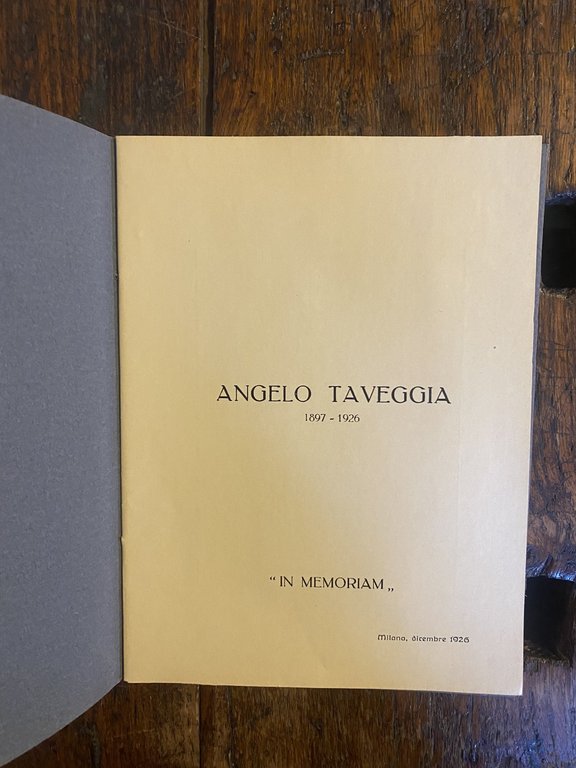 ANGELO TAVEGGIA
1897 - 1926
“ IN MEMORIAM „
Milano, dicembre 1926